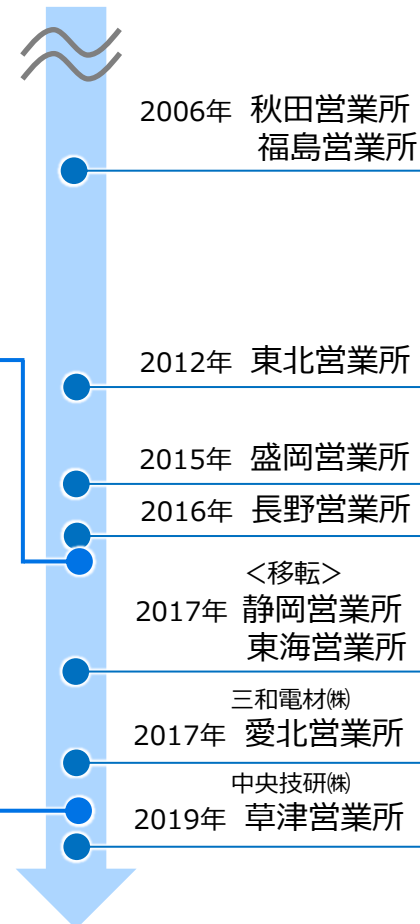 2006年 秋田営業所
福島営業所
2012年 東北営業所
2015年 盛岡営業所
2016年 長野営業所
<移転>
2017年 静岡営業所
東海営業所
三和電材㈱
2017年 愛北営業所
中央技研㈱
2019年 草津営業所